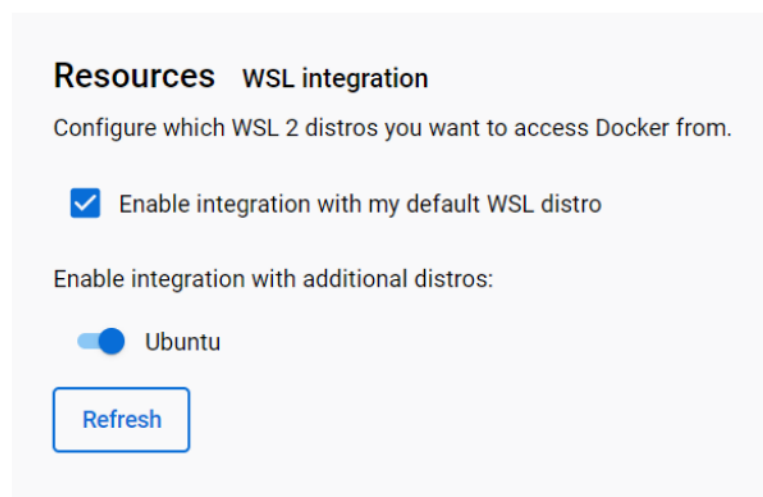 Resources WSL integration
Configure which WSL 2 distros you want to access Docker from.
Enable integration with my default WSL distro
Enable integration with additional distros:
Ubuntu
Refresh